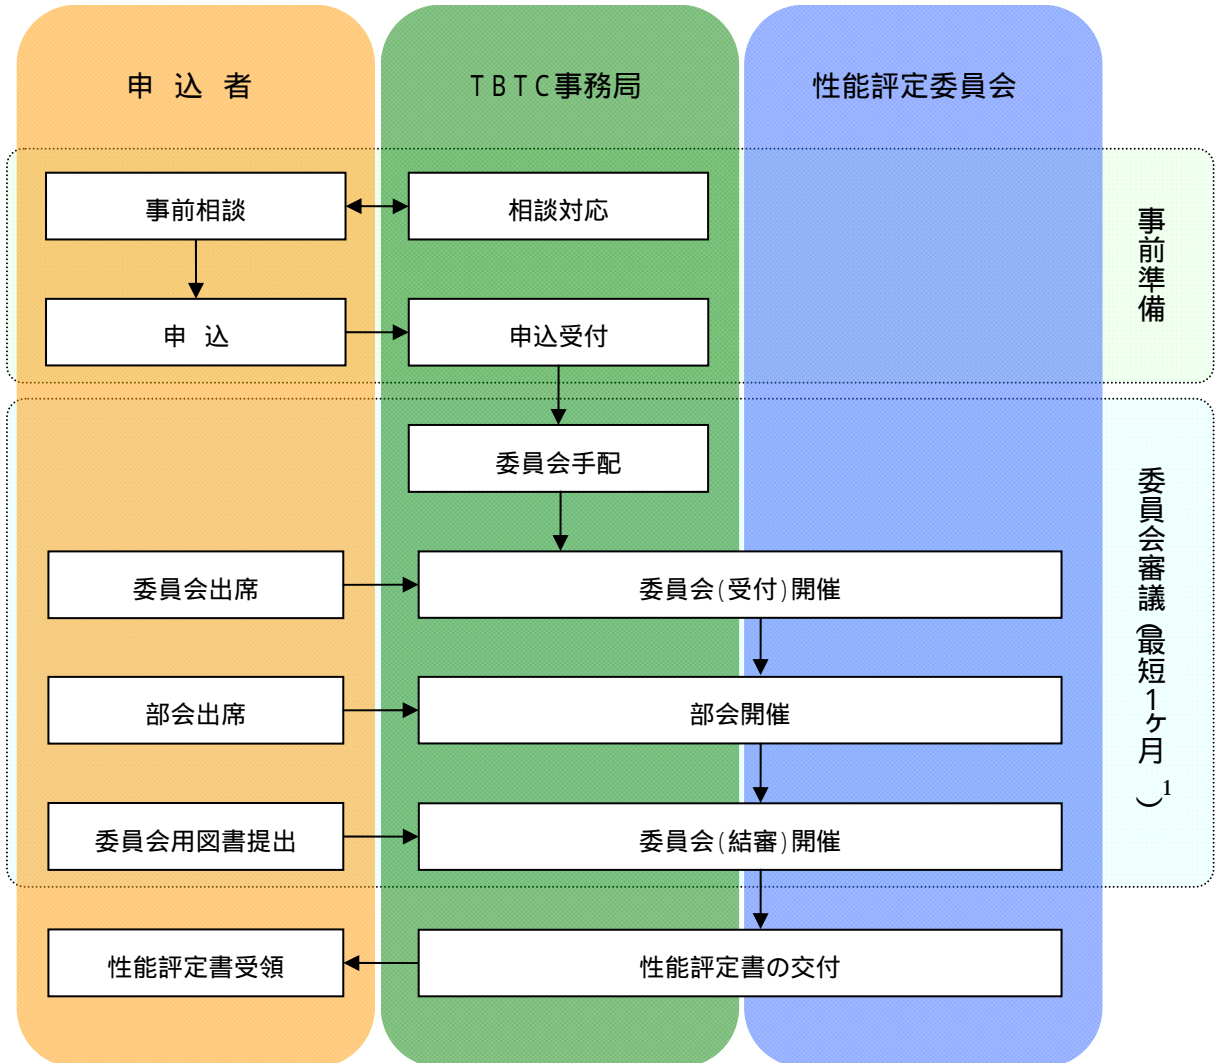 申 込 者
TBTC事務局
性能評定委員会
事前相談
相談対応
事前準備
申 込
申込受付
委員会手配
委員会審議(最短1ヶ月)1
委員会出席
委員会(受付)開催
部会出席
部会開催
委員会用図書提出
委員会(結審)開催
性能評定書受領
性能評定書の交付